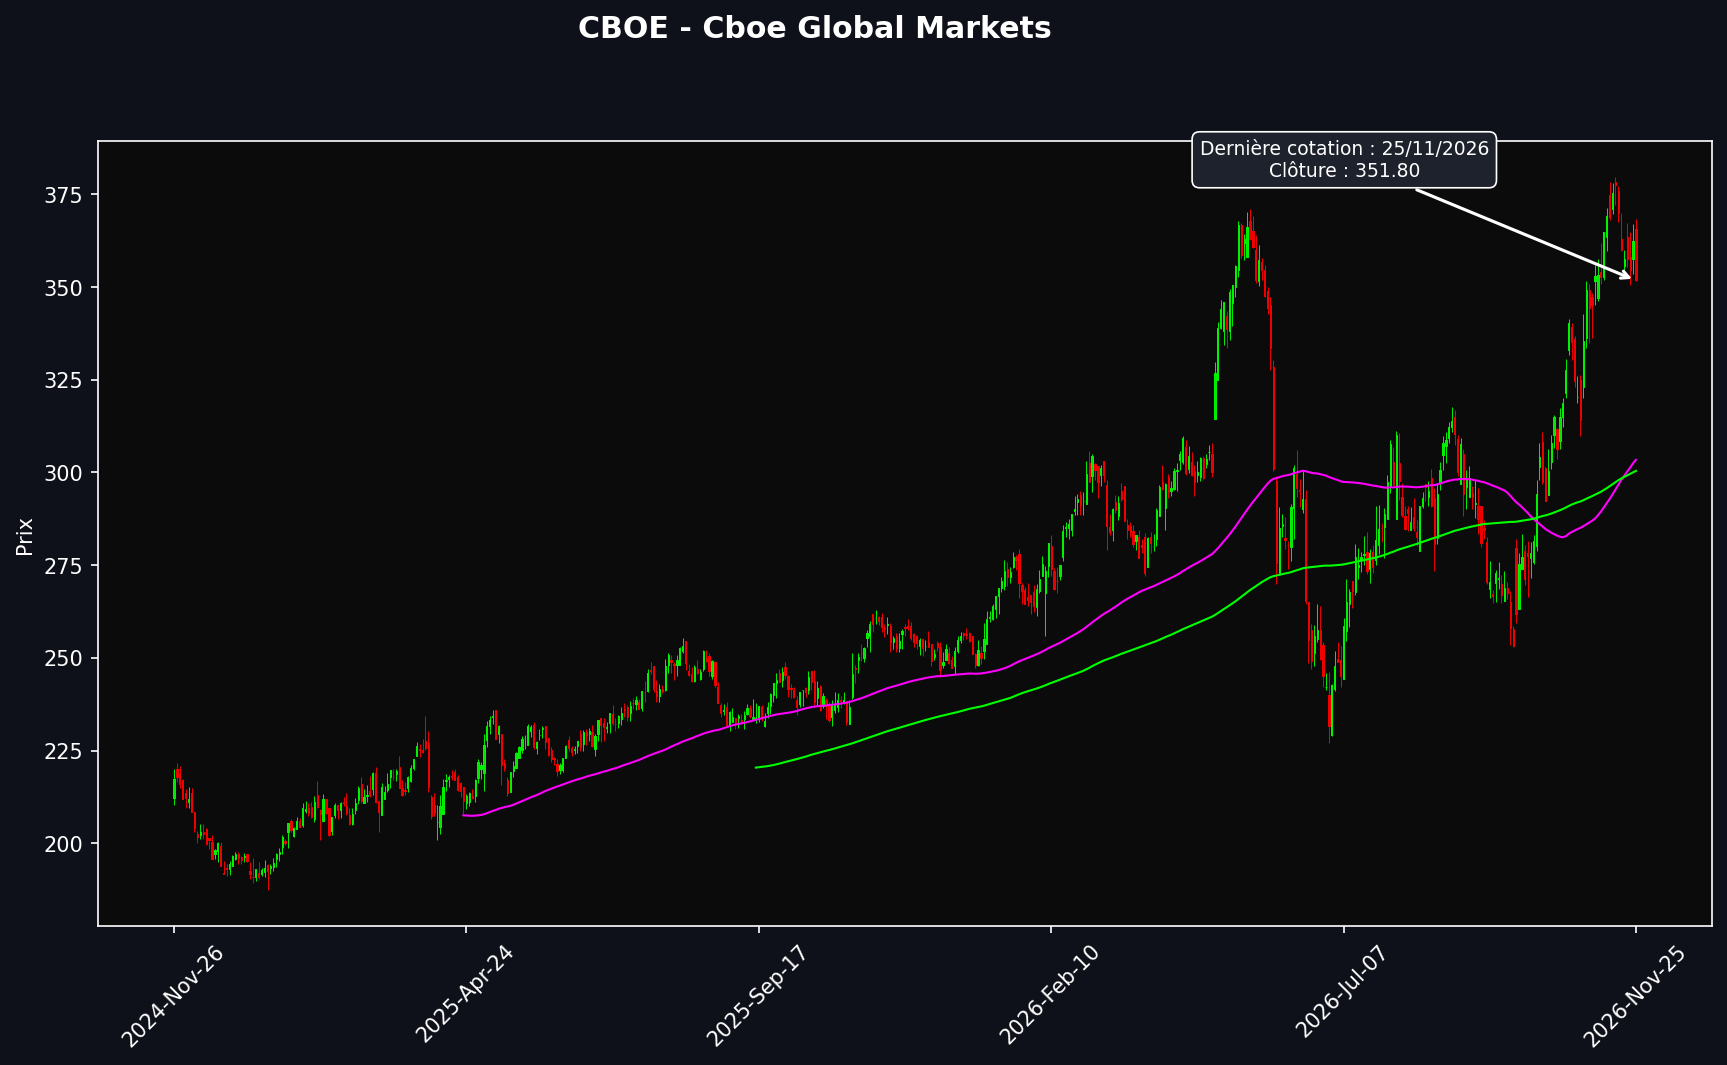 CBOE - Cboe Global Markets
Dernière cotation : 25/11/2026
Clôture : 351.80
Prix
375
350
325
300
275
250
225
200
2024-Nov-26
2025-Apr-24
2025-Sep-17
2026-Feb-10
2026-Jul-07
2026-Nov-25